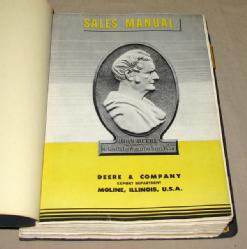 SALES MANUAL
JOHN DEERE
DEERE & COMPANY
EXPORT DEPARTMENT
MOLINE, ILLINOIS, U.S.A.